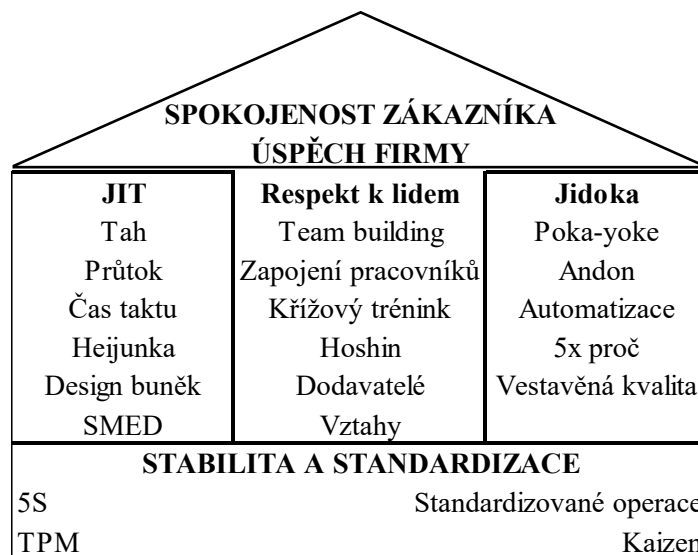 SPOKOJENOST ZÁKAZNÍKA
ÚSPĚCH FIRMY
JIT
Tah
Průtok
Čas taktu
Heijunka
Design buněk
SMED
Respekt k lidem
Team building
Zapojení pracovníků
Křížový trénink
Hoshin
Dodavatelé
Vztahy
Jidoka
Poka-yoke
Andon
Automatizace
5x proč
Vestavěná kvalita
STABILITA A STANDARDIZACE
5S Standardizované operace
TPM Kaizen